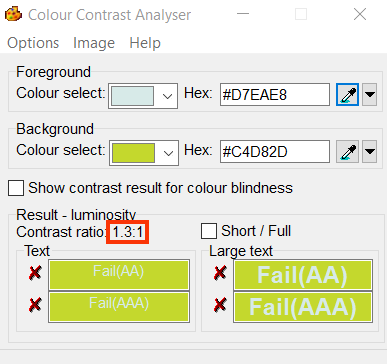 Colour Contrast Analyser
Options Image Help
Foreground
Colour select: Hex: #D7EAE8
Background
Colour select: Hex: #C4D82D
Show contrast result for colour blindness
Result - luminosity
Contrast ratio: 1.3:1 Short / Full
Text
Fail(AA)
Fail(AAA)
Large text
Fail(AA)
Fail(AAA)